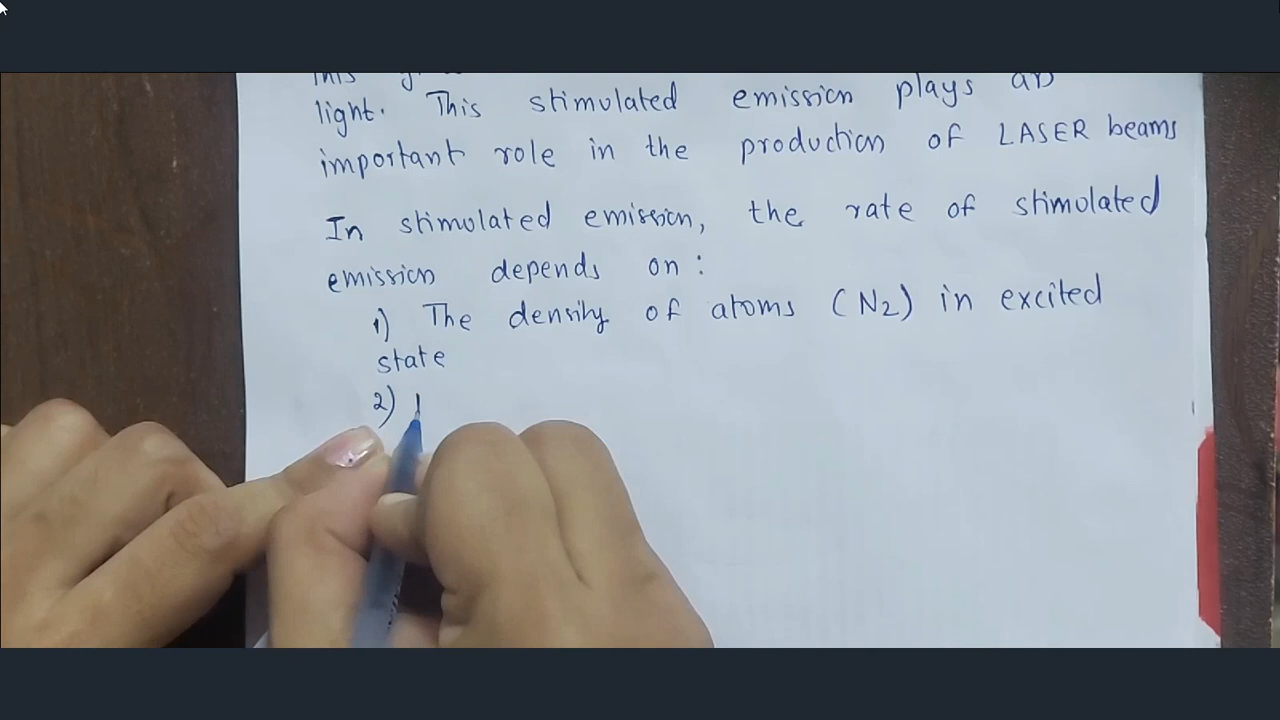 This
light. This stimulated emission plays an
important role in the production of LASER beams
In stimulated emission, the rate of stimulated
emission depends on :
1) The density of atoms (N2) in excited
state
2)